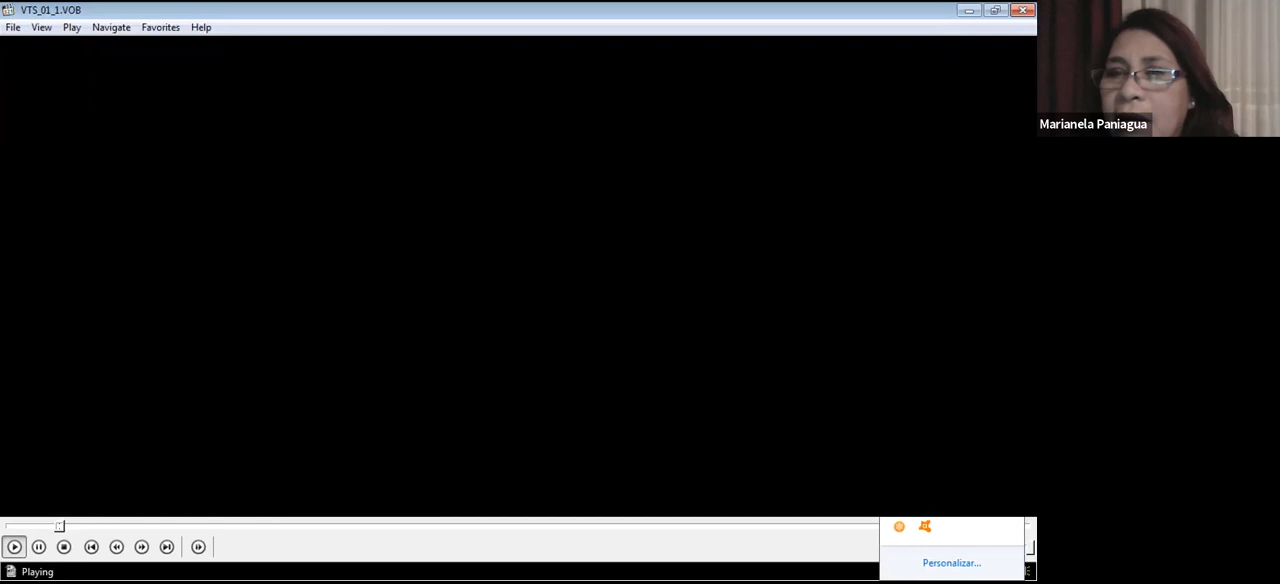 VTS_01_1.VOB
File View Play Navigate Favorites Help
Marianela Paniagua
Personalizar...
Playing